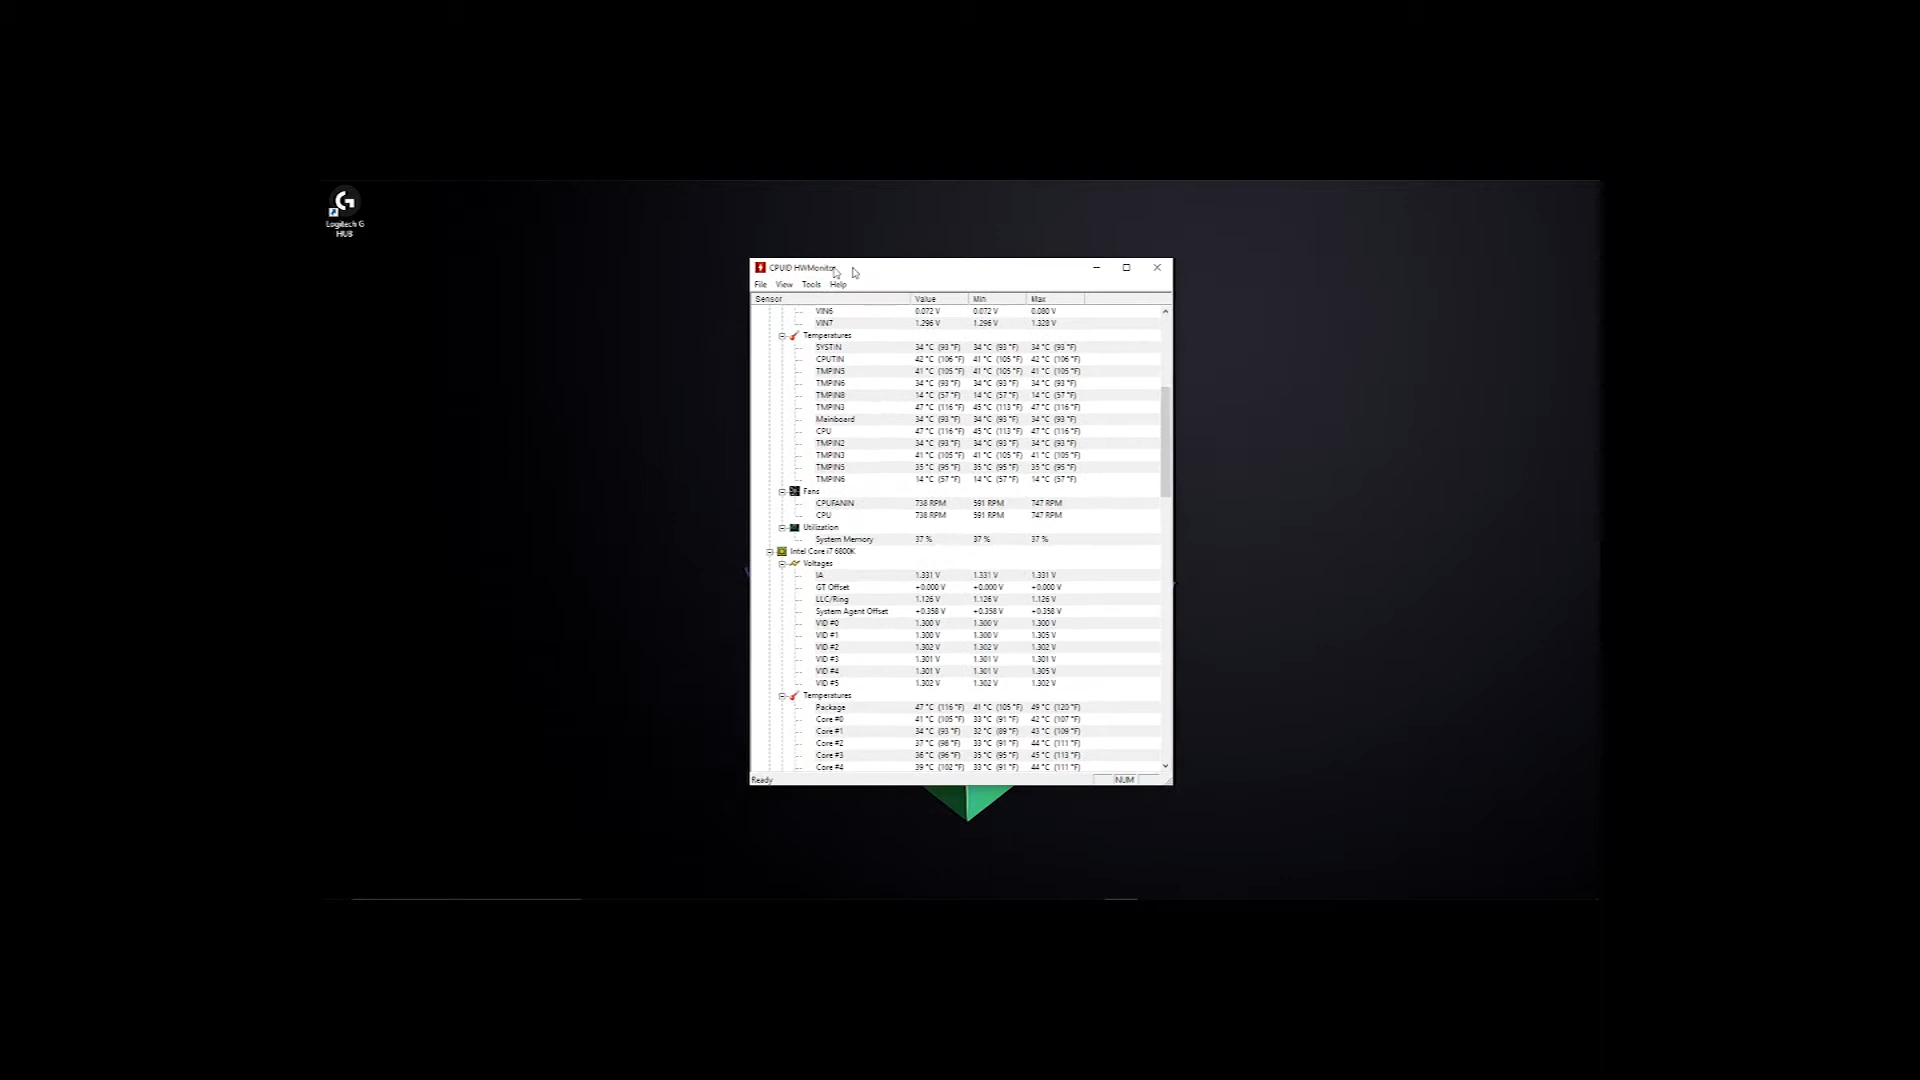 Logitech G
HUB
CPUID HWMonitor
File View Tools Help
Sensor Value Min Max
VIN6 0.072 V 0.072 V 0.080 V
VIN7 1.296 V 1.296 V 1.328 V
Temperatures
SYSTIN 34 °C (93 °F) 34 °C (93 °F) 34 °C (93 °F)
CPUTIN 42 °C (106 °F) 41 °C (105 °F) 42 °C (106 °F)
TMPIN5 41 °C (105 °F) 41 °C (105 °F) 41 °C (105 °F)
TMPIN6 34 °C (93 °F) 34 °C (93 °F) 34 °C (93 °F)
TMPIN8 14 °C (57 °F) 14 °C (57 °F) 14 °C (57 °F)
TMPIN3 47 °C (116 °F) 45 °C (113 °F) 47 °C (116 °F)
Mainboard 34 °C (93 °F) 34 °C (93 °F) 34 °C (93 °F)
CPU 47 °C (116 °F) 45 °C (113 °F) 47 °C (116 °F)
TMPIN2 34 °C (93 °F) 34 °C (93 °F) 34 °C (93 °F)
TMPIN3 41 °C (105 °F) 41 °C (105 °F) 41 °C (105 °F)
TMPIN5 35 °C (95 °F) 35 °C (95 °F) 35 °C (95 °F)
TMPIN6 14 °C (57 °F) 14 °C (57 °F) 14 °C (57 °F)
Fans
CPUFANIN 738 RPM 591 RPM 747 RPM
CPU 738 RPM 591 RPM 747 RPM
Utilization
System Memory 37 % 37 % 37 %
Intel Core i7 6800K
Voltages
IA 1.331 V 1.331 V 1.331 V
GT Offset +0.000 V +0.000 V +0.000 V
LLC/Ring 1.126 V 1.126 V 1.126 V
System Agent Offset +0.358 V +0.358 V +0.358 V
VID #0 1.300 V 1.300 V 1.300 V
VID #1 1.300 V 1.300 V 1.305 V
VID #2 1.302 V 1.302 V 1.302 V
VID #3 1.301 V 1.301 V 1.301 V
VID #4 1.301 V 1.301 V 1.305 V
VID #5 1.302 V 1.302 V 1.302 V
Temperatures
Package 47 °C (116 °F) 41 °C (105 °F) 49 °C (120 °F)
Core #0 41 °C (105 °F) 33 °C (91 °F) 42 °C (107 °F)
Core #1 34 °C (93 °F) 32 °C (89 °F) 43 °C (109 °F)
Core #2 37 °C (98 °F) 33 °C (91 °F) 44 °C (111 °F)
Core #3 36 °C (96 °F) 35 °C (95 °F) 45 °C (113 °F)
Core #4 39 °C (102 °F) 33 °C (91 °F) 44 °C (111 °F)
Ready NUM